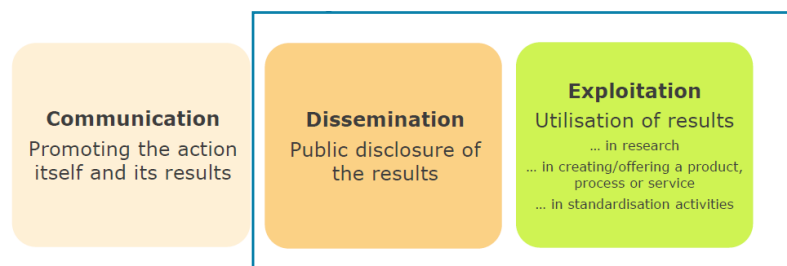 Communication
Promoting the action
itself and its results
Dissemination
Public disclosure of
the results
Exploitation
Utilisation of results
... in research
... in creating/offering a product,
process or service
... in standardisation activities